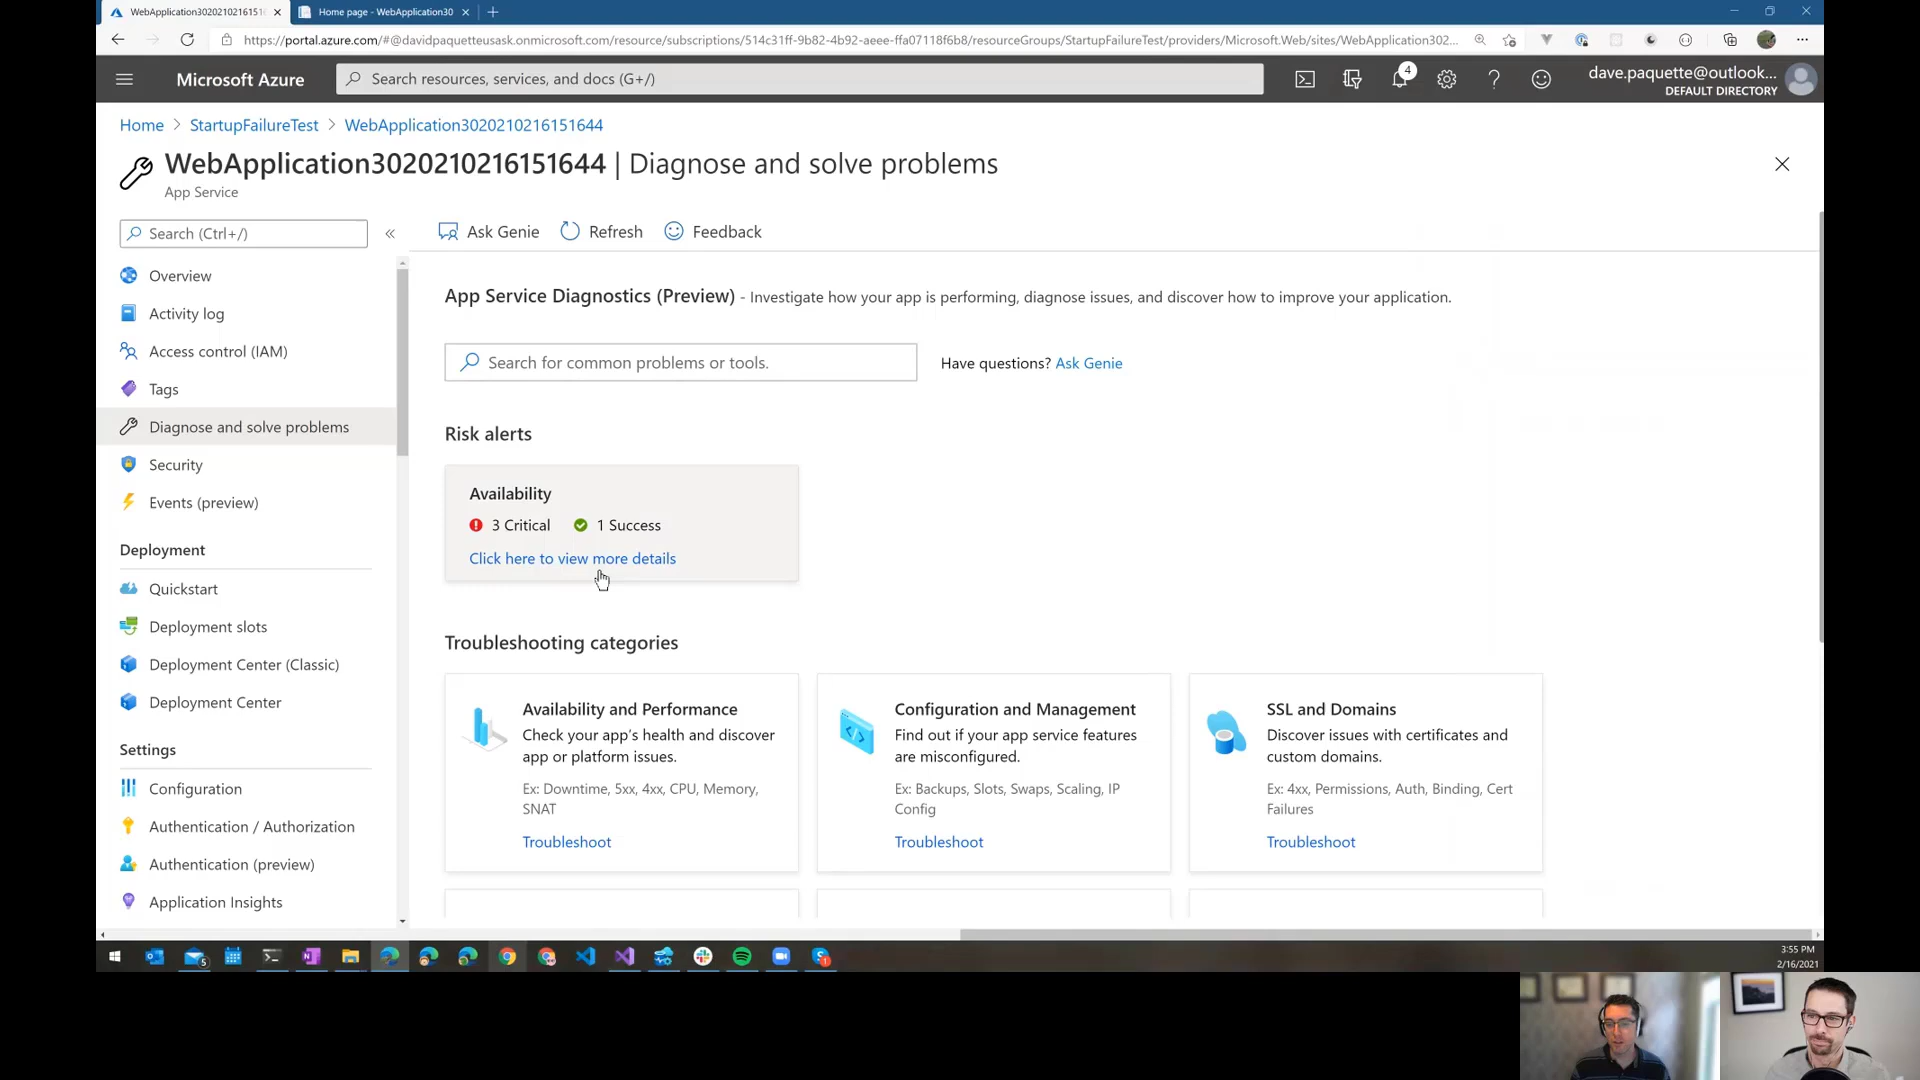 WebApplication3020210216151
Home page - WebApplication30
https://portal.azure.com/#@davidpaquetteusask.onmicrosoft.com/resource/subscriptions/514c31ff-9b82-4b92-aeee-ffa07118f6b8/resourceGroups/StartupFailureTest/providers/Microsoft.Web/sites/WebApplication302...
Microsoft Azure
Search resources, services, and docs (G+/)
4
dave.paquette@outlook...
DEFAULT DIRECTORY
Home > StartupFailureTest > WebApplication3020210216151644
WebApplication3020210216151644 | Diagnose and solve problems
App Service
Search (Ctrl+/)
Ask Genie
Refresh
Feedback
Overview
Activity log
Access control (IAM)
Tags
Diagnose and solve problems
Security
Events (preview)
Deployment
Quickstart
Deployment slots
Deployment Center (Classic)
Deployment Center
Settings
Configuration
Authentication / Authorization
Authentication (preview)
Application Insights
App Service Diagnostics (Preview) - Investigate how your app is performing, diagnose issues, and discover how to improve your application.
Search for common problems or tools.
Have questions? Ask Genie
Risk alerts
Availability
3 Critical
1 Success
Click here to view more details
Troubleshooting categories
Availability and Performance
Check your app's health and discover
app or platform issues.
Ex: Downtime, 5xx, 4xx, CPU, Memory,
SNAT
Troubleshoot
Configuration and Management
Find out if your app service features
are misconfigured.
Ex: Backups, Slots, Swaps, Scaling, IP
Config
Troubleshoot
SSL and Domains
Discover issues with certificates and
custom domains.
Ex: 4xx, Permissions, Auth, Binding, Cert
Failures
Troubleshoot
5
1
3:55 PM
2/16/2021